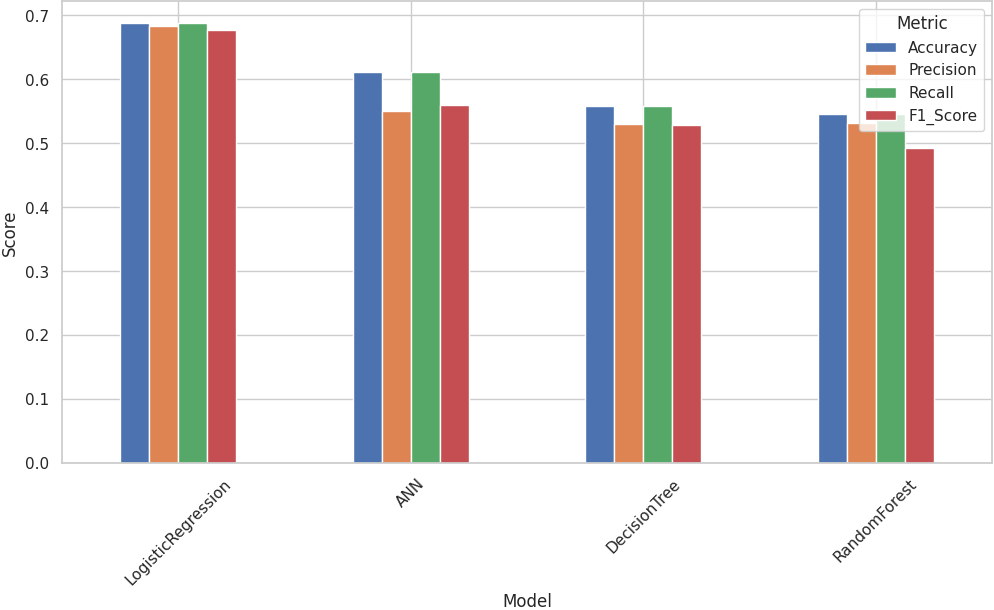 0.7
0.6
0.5
0.4
0.3
0.2
0.1
0.0
Score
Metric
Accuracy
Precision
Recall
F1_Score
LogisticRegression
ANN
DecisionTree
RandomForest
Model